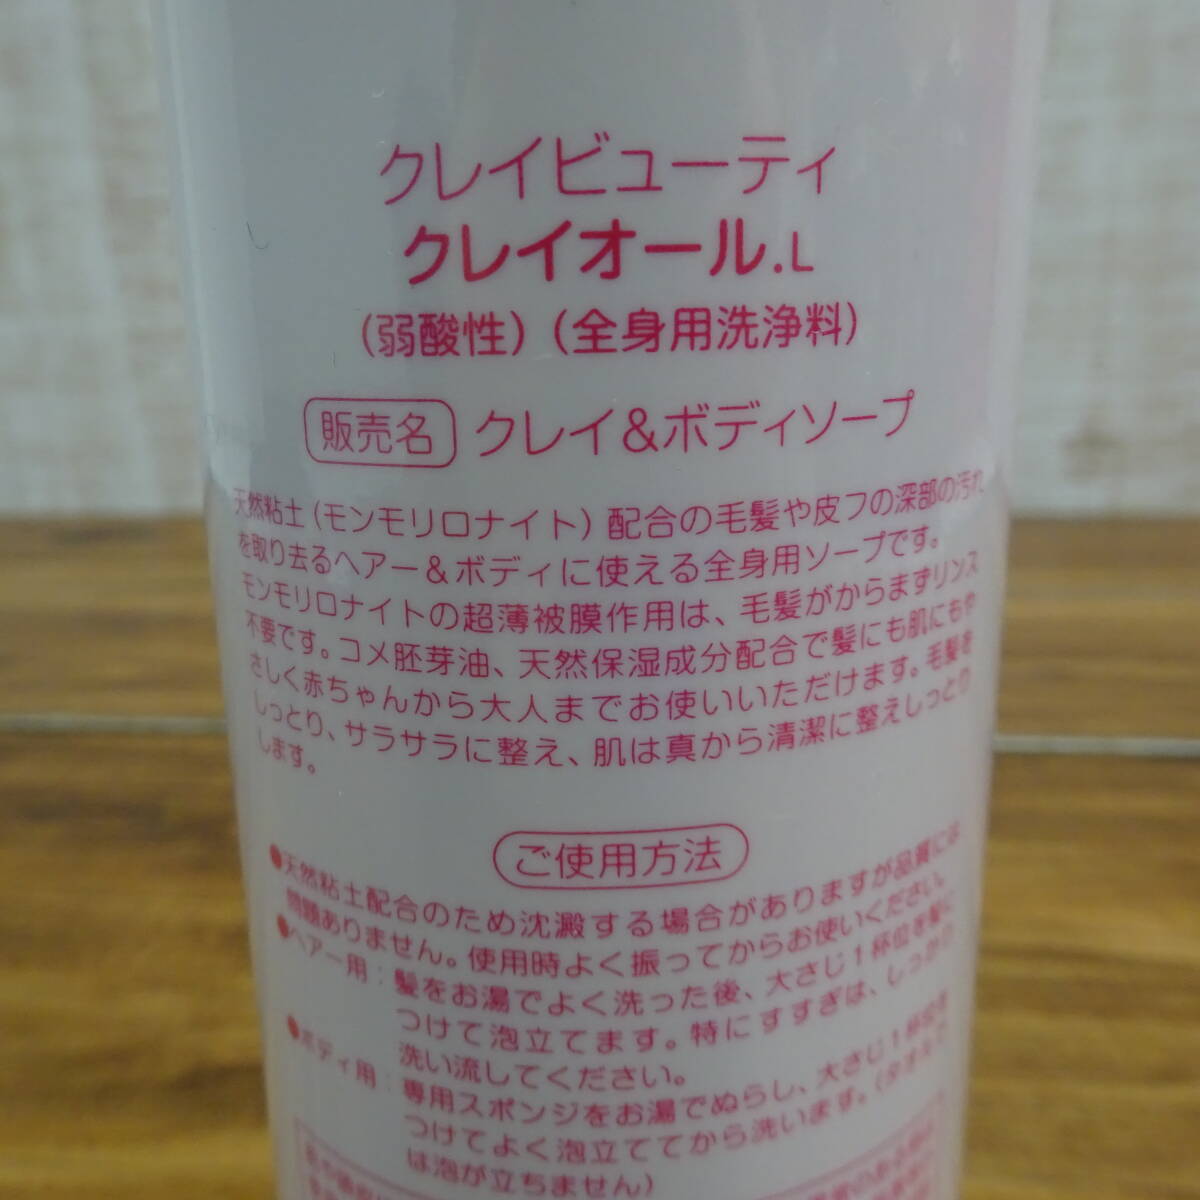 クレイビューティ
クレイオール.L
(弱酸性)(全身用洗浄料)
販売名 クレイ&ボディソープ
天然粘土(モンモリロナイト)配合の毛髪や皮フの深部の汚れ
を取り去るヘアー&ボディに使える全身用ソープです。
モンモリロナイトの超薄被膜作用は、毛髪がからまずリンス
不要です。コメ胚芽油、天然保湿成分配合で髪にも肌にもや
さしく赤ちゃんから大人までお使いいただけます。毛髪を
しっとり、サラサラに整え、肌は真から清潔に整えしっとり
します。
ご使用方法
●天然粘土配合のため沈澱する場合がありますが品質には
問題ありません。使用時よく振ってからお使いください。
●ヘアー用:髪をお湯でよく洗った後、大さじ1杯位を髪に
つけて泡立てます。特にすすぎは、しっかり
洗い流してください。
●ボディ用:専用スポンジをお湯でぬらし、大さじ1杯位を
つけてよく泡立ててから洗います。(タオルで
は泡が立ちません)